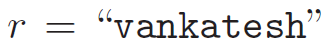 r = “vankatesh”